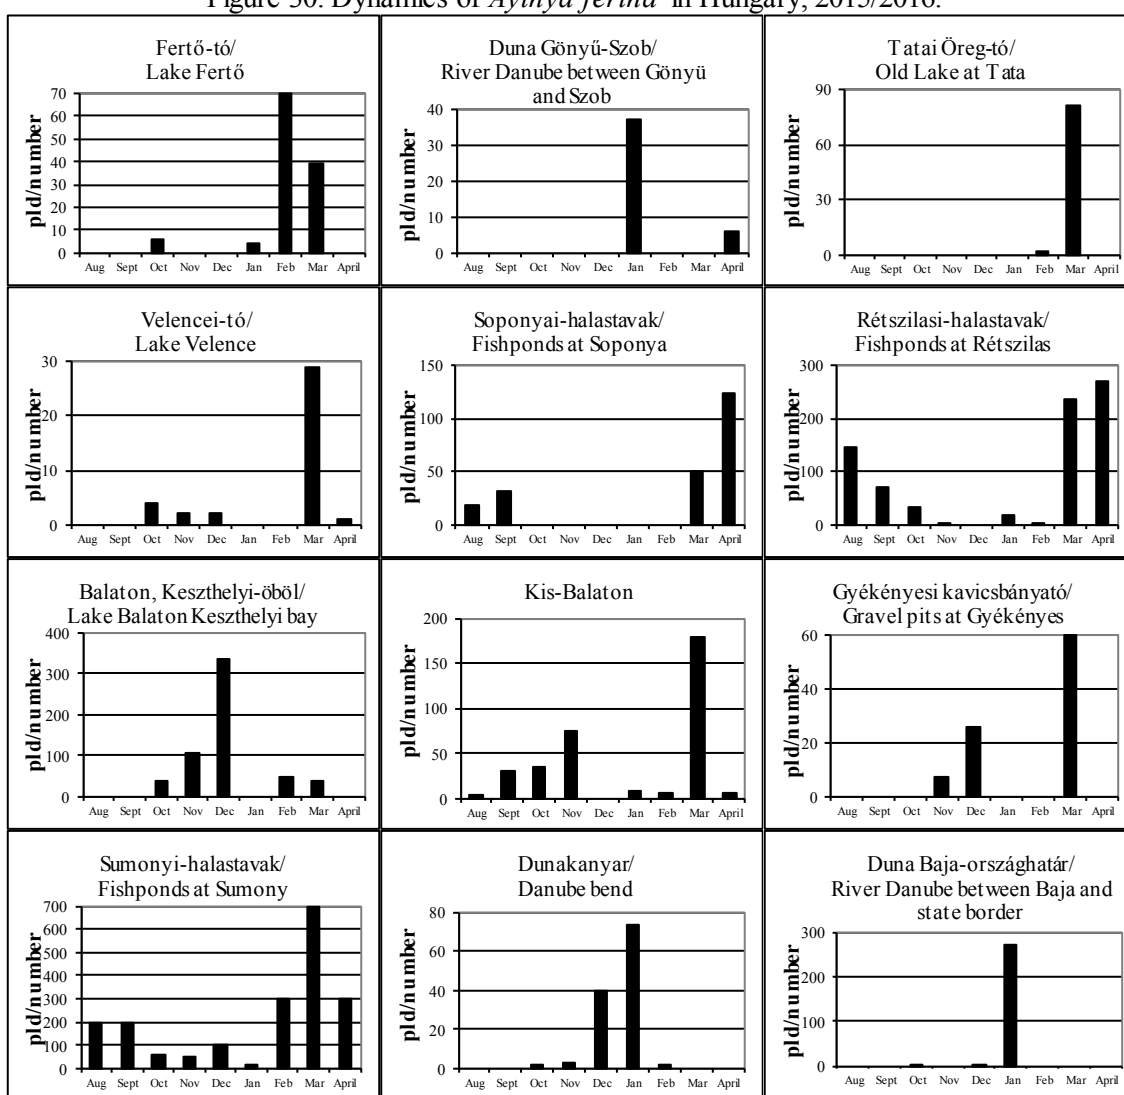 Figure 30. Dynamics of Aythya ferina in Hungary, 2015/2016.
Fertő-tó/
Lake Fertő
pld/number
70
60
50
40
30
20
10
0
Aug Sept Oct Nov Dec Jan Feb Mar April
Duna Gönyű-Szob/
River Danube between Gönyü
and Szob
pld/number
40
30
20
10
0
Aug Sept Oct Nov Dec Jan Feb Mar April
Tatai Öreg-tó/
Old Lake at Tata
pld/number
90
60
30
0
Aug Sept Oct Nov Dec Jan Feb Mar April
Velencei-tó/
Lake Velence
pld/number
30
20
10
0
Aug Sept Oct Nov Dec Jan Feb Mar April
Soponyai-halastavak/
Fishponds at Soponya
pld/number
150
100
50
0
Aug Sept Oct Nov Dec Jan Feb Mar April
Rétszilasi-halastavak/
Fishponds at Rétszilas
pld/number
300
200
100
0
Aug Sept Oct Nov Dec Jan Feb Mar April
Balaton, Keszthelyi-öböl/
Lake Balaton Keszthelyi bay
pld/number
400
300
200
100
0
Aug Sept Oct Nov Dec Jan Feb Mar April
Kis-Balaton
pld/number
200
150
100
50
0
Aug Sept Oct Nov Dec Jan Feb Mar April
Gyékényesi kavicsbányató/
Gravel pits at Gyékényes
pld/number
60
40
20
0
Aug Sept Oct Nov Dec Jan Feb Mar April
Sumonyi-halastavak/
Fishponds at Sumony
pld/number
700
600
500
400
300
200
100
0
Aug Sept Oct Nov Dec Jan Feb Mar April
Dunakanyar/
Danube bend
pld/number
80
60
40
20
0
Aug Sept Oct Nov Dec Jan Feb Mar April
Duna Baja-országhatár/
River Danube between Baja and
state border
pld/number
300
200
100
0
Aug Sept Oct Nov Dec Jan Feb Mar April